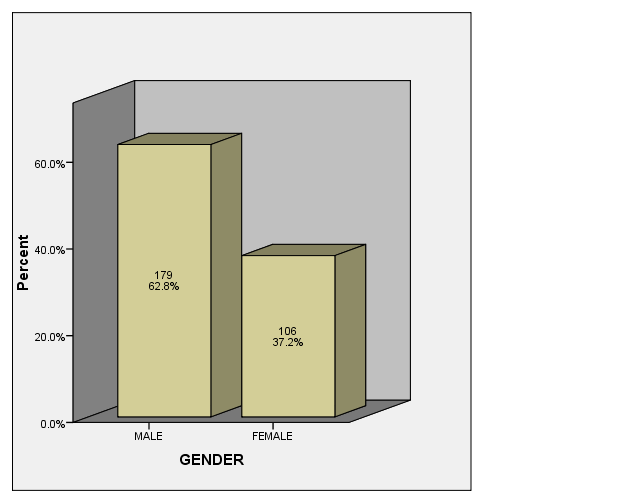 Percent
60.0%
40.0%
20.0%
0.0%
179
62.8%
106
37.2%
MALE
FEMALE
GENDER